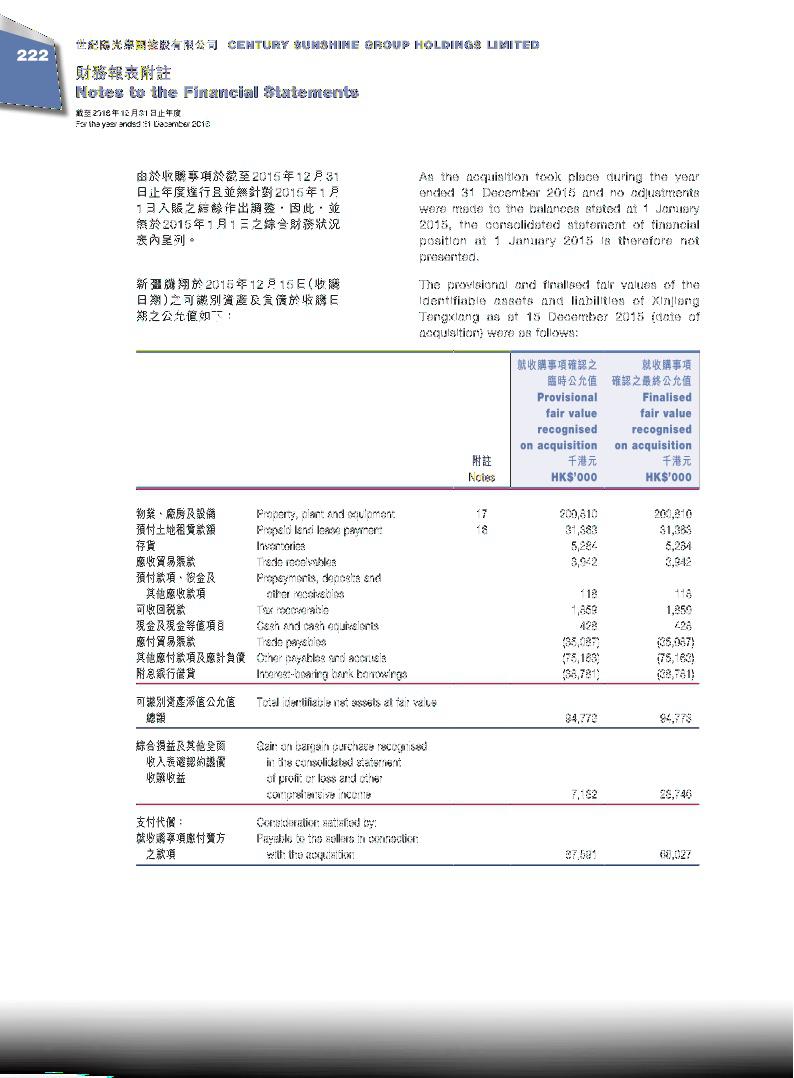 222
世紀陽光集團控股有限公司 CENTURY SUNSHINE GROUP HOLDINGS LIMITED
財務報表附註
Notes to the Financial Statements
截至2016年12月31日止年度
For the year ended 31 December 2016
由於收購事項於截至2015年12月31
日止年度進行且並無針對2015年1月
1日入賬之結餘作出調整，因此，並
無於2015年1月1日之綜合財務狀況
表內呈列。
As the acquisition took place during the year
ended 31 December 2015 and no adjustments
were made to the balances stated at 1 January
2015, the consolidated statement of financial
position at 1 January 2015 is therefore not
presented.
新疆騰翔於2015年12月15日(收購
日期)之可識別資產及負債於收購日
期之公允值如下：
The provisional and finalised fair values of the
identifiable assets and liabilities of Xinjiang
Tengxiang as at 15 December 2015 (date of
acquisition) were as follows:
就收購事項確認之 就收購事項
臨時公允值 確認之最終公允值
Provisional Finalised
fair value fair value
recognised recognised
on acquisition on acquisition
附註 千港元 千港元
Notes HK$'000 HK$'000
物業、廠房及設備 Property, plant and equipment 17 200,810 200,810
預付土地租賃款額 Prepaid land lease payment
存貨 Inventories
應收貿易賬款 Trade receivables 3,942 3,942
預付款項、按金及 Prepayments, deposits and
其他應收款項 other receivables 118 118
可收回稅款 Tax recoverable 1,859 1,859
現金及現金等值項目 Cash and cash equivalents 428 428
應付貿易賬款 Trade payables (35,087) (35,087)
其他應付款項及應計負債 Other payables and accruals (75,163) (75,163)
附息銀行借貸 Interest-bearing bank borrowings (38,781) (38,781)
可識別資產淨值公允值 Total identifiable net assets at fair value
總額 94,773 94,773
綜合損益及其他全面 Gain on bargain purchase recognised
收入表確認的議價 in the consolidated statement
收購收益 of profit or loss and other
comprehensive income 7,182 26,746
支付代價： Consideration satisfied by:
就收購事項應付賣方 Payable to the sellers in connection
之款項 with the acquisition 87,591 68,027